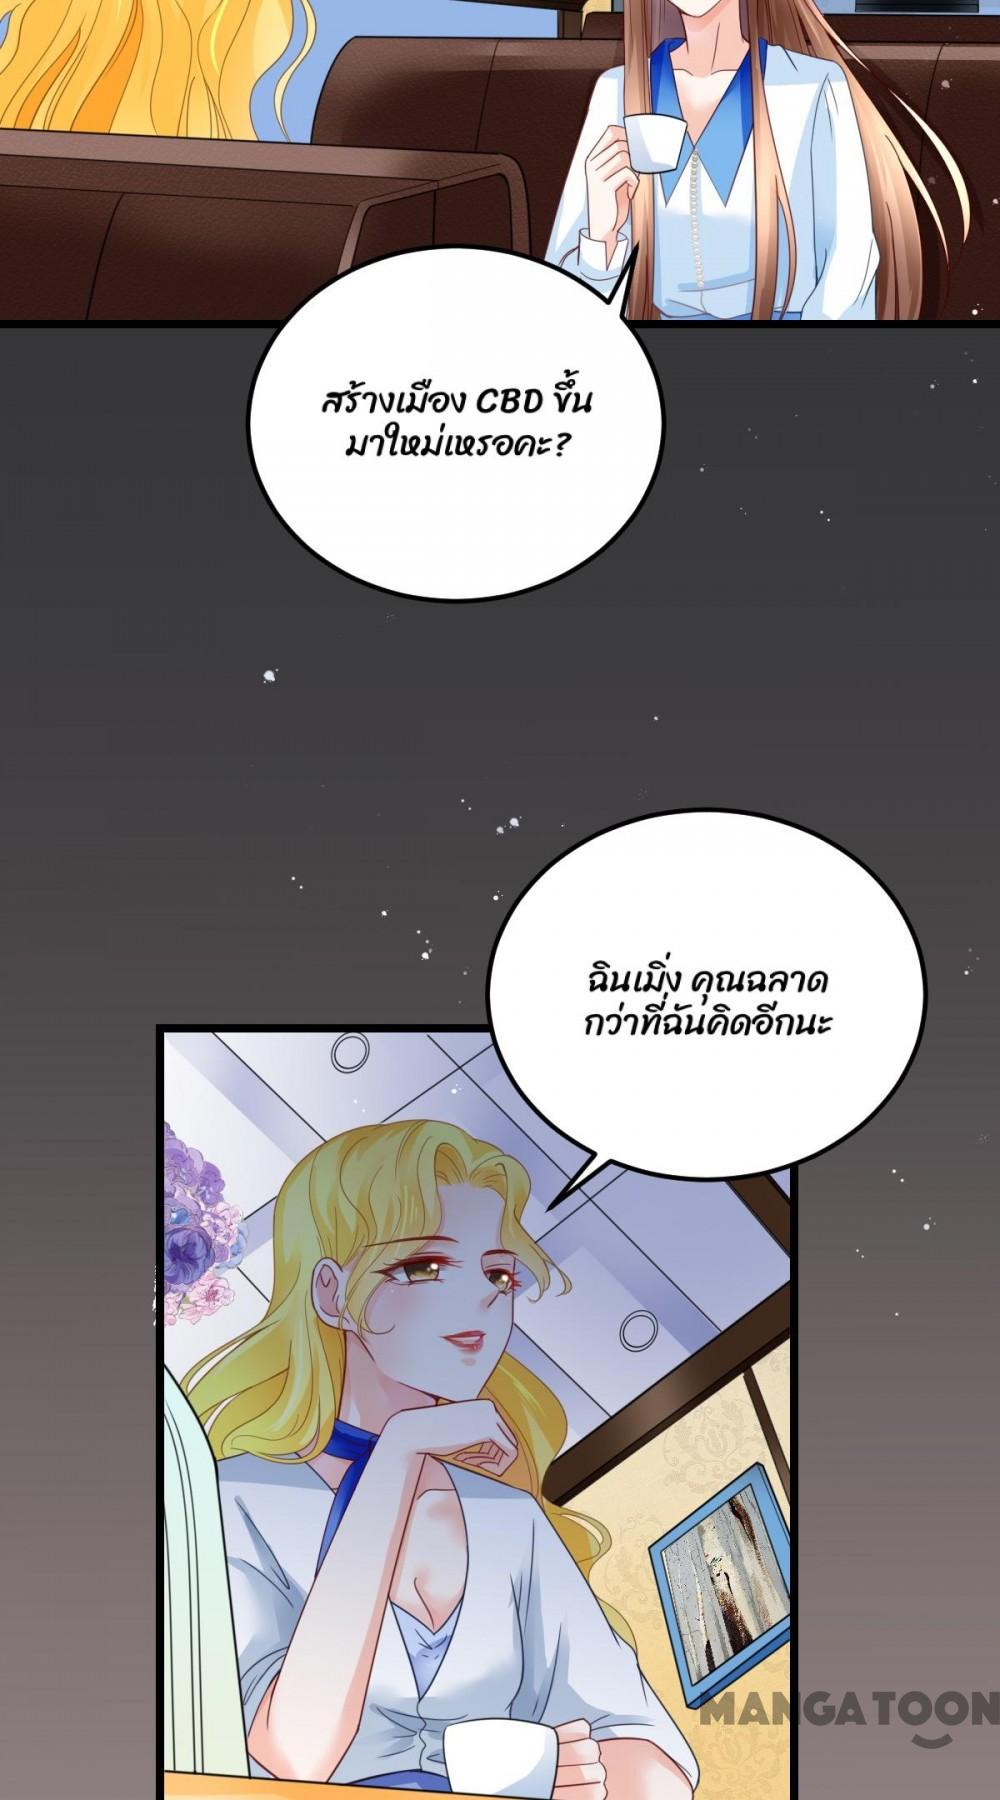 สร้างเมือง CBD ขึ้น
มาใหม่เหรอคะ?
ฉินเมิ่ง คุณฉลาด
กว่าที่ฉันคิดอีกนะ
MANGATOON